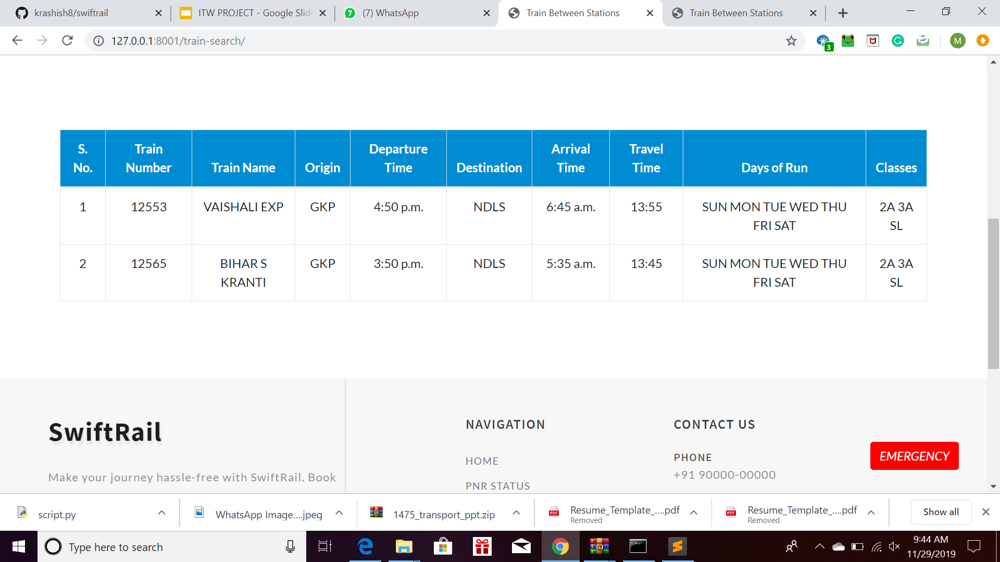 krashish8/swiftrail
ITW PROJECT - Google Slide
7 (7) WhatsApp
Train Between Stations
Train Between Stations
127.0.0.1:8001/train-search/
3
M
S. No.
Train Number
Train Name
Origin
Departure Time
Destination
Arrival Time
Travel Time
Days of Run
Classes
1 12553 VAISHALI EXP GKP 4:50 p.m. NDLS 6:45 a.m. 13:55 SUN MON TUE WED THU 2A 3A
FRI SAT SL
2 12565 BIHAR S GKP 3:50 p.m. NDLS 5:35 a.m. 13:45 SUN MON TUE WED THU 2A 3A
KRANTI FRI SAT SL
SwiftRail
Make your journey hassle-free with SwiftRail. Book
NAVIGATION
HOME
PNR STATUS
CONTACT US
PHONE
+91 90000-00000
EMERGENCY
script.py
WhatsApp Image....jpeg
1475_transport_ppt.zip
PDF
Resume_Template_....pdf
Removed
PDF
Resume_Template_....pdf
Removed
Show all
Type here to search
9:44 AM
11/29/2019